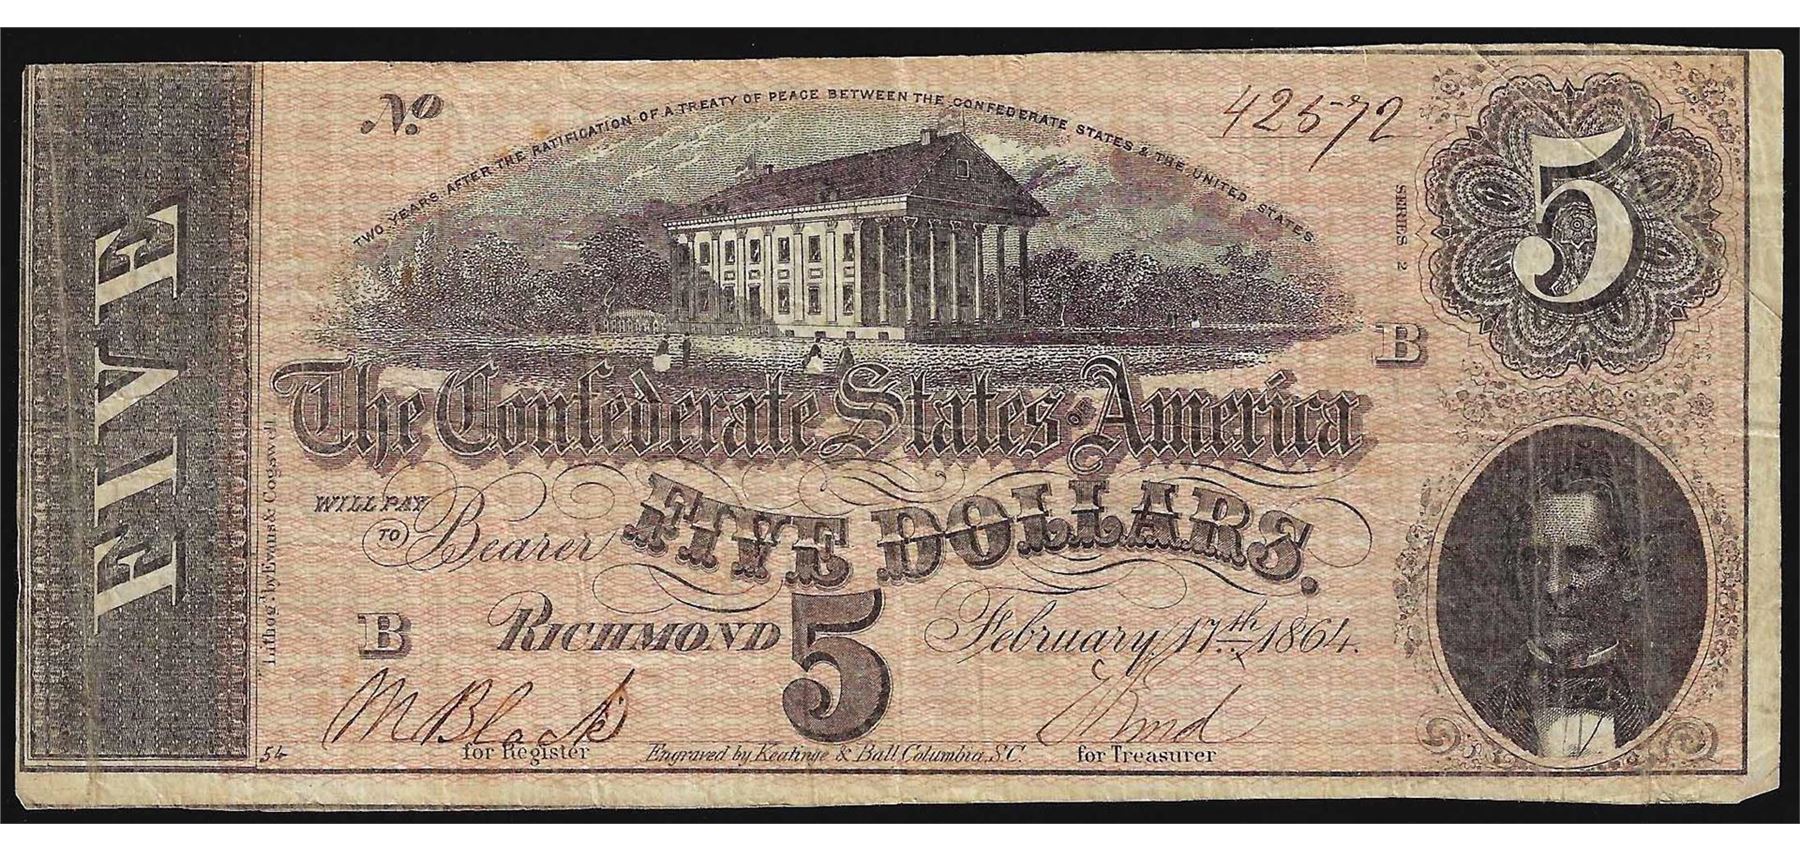 No
42572
TWO YEARS AFTER THE RATIFICATION OF A TREATY OF PEACE BETWEEN THE CONFEDERATE STATES & THE UNITED STATES
5
SERIES 2
B
FIVE
The Confederate States OF America
WILL PAY
TO Bearer FIVE DOLLARS.
B RICHMOND 5 February 17th 1864.
M Black
for Register
Engraved by Keatinge & Ball Columbia, S.C.
for Treasurer
54
Lithog'd by Evans & Cogswell